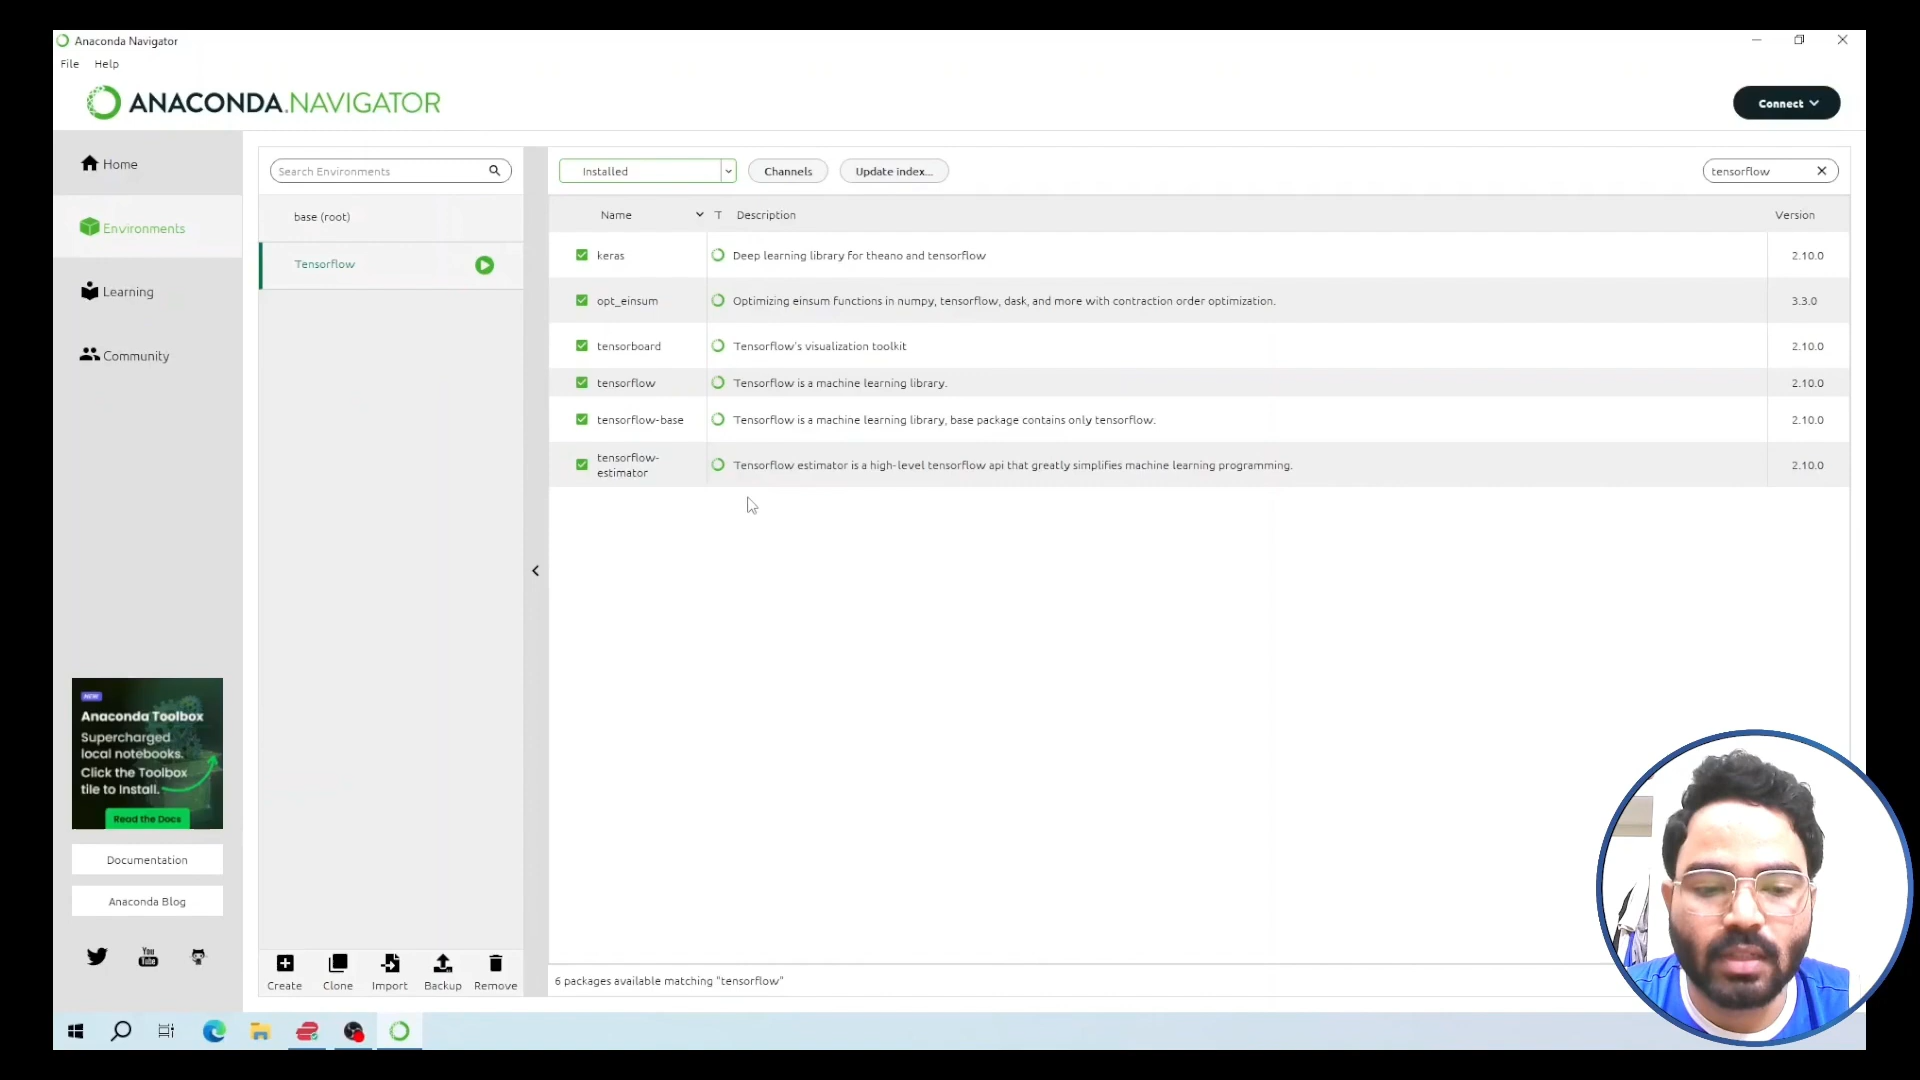 Anaconda Navigator
File Help
ANACONDA.NAVIGATOR
Connect
Home
Environments
Learning
Community
Search Environments
base (root)
Tensorflow
Installed
Channels
Update index...
tensorflow
Name T Description Version
keras Deep learning library for theano and tensorflow 2.10.0
opt_einsum Optimizing einsum functions in numpy, tensorflow, dask, and more with contraction order optimization. 3.3.0
tensorboard Tensorflow's visualization toolkit 2.10.0
tensorflow Tensorflow is a machine learning library. 2.10.0
tensorflow-base Tensorflow is a machine learning library, base package contains only tensorflow. 2.10.0
tensorflow-
estimator Tensorflow estimator is a high-level tensorflow api that greatly simplifies machine learning programming. 2.10.0
NEW
Anaconda Toolbox
Supercharged
local notebooks.
Click the Toolbox
tile to Install.
Read the Docs
Documentation
Anaconda Blog
You
Tube
Create Clone Import Backup Remove
6 packages available matching "tensorflow"